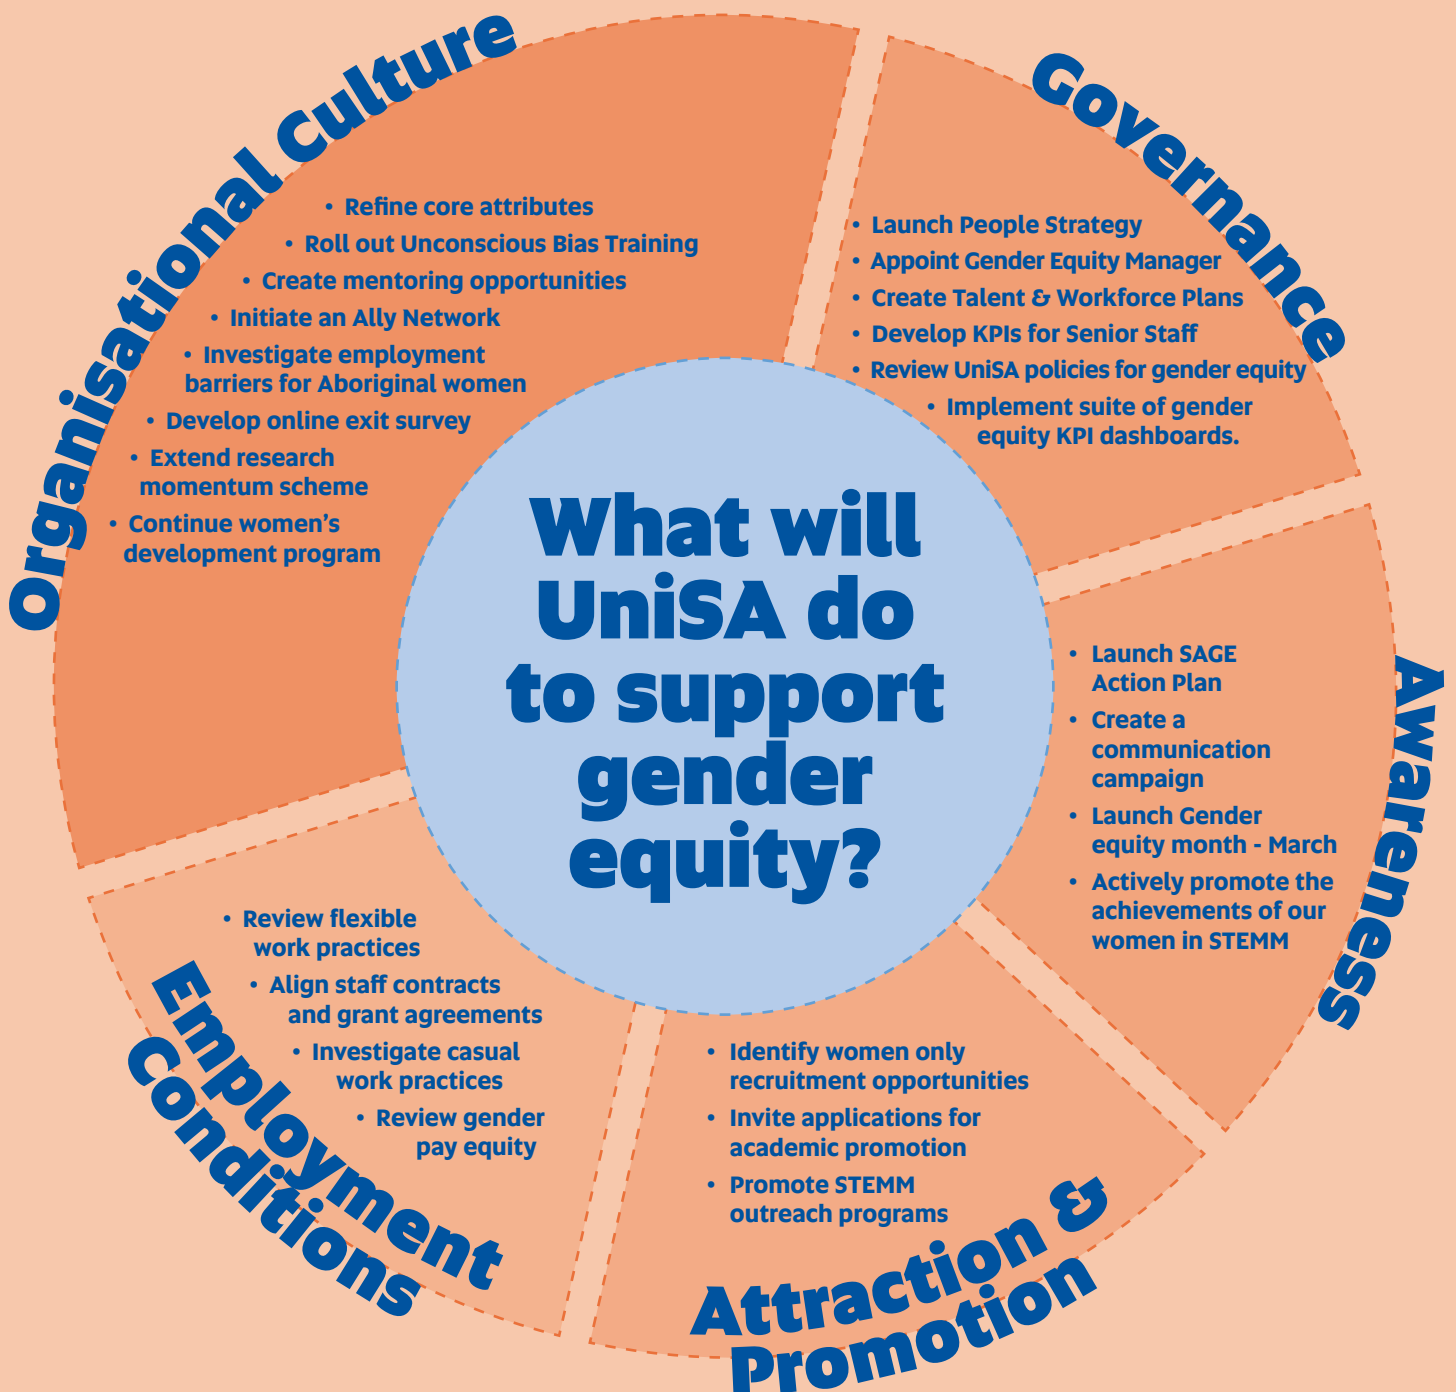 What will
UniSA do
to support
gender
equity?
Organisational Culture
• Refine core attributes
• Roll out Unconscious Bias Training
• Create mentoring opportunities
• Initiate an Ally Network
• Investigate employment
barriers for Aboriginal women
• Develop online exit survey
• Extend research
momentum scheme
• Continue women’s
development program
Governance
• Launch People Strategy
• Appoint Gender Equity Manager
• Create Talent & Workforce Plans
• Develop KPIs for Senior Staff
• Review UniSA policies for gender equity
• Implement suite of gender
equity KPI dashboards.
Awareness
• Launch SAGE
Action Plan
• Create a
communication
campaign
• Launch Gender
equity month - March
• Actively promote the
achievements of our
women in STEMM
Attraction &
Promotion
• Identify women only
recruitment opportunities
• Invite applications for
academic promotion
• Promote STEMM
outreach programs
Employment
Conditions
• Review flexible
work practices
• Align staff contracts
and grant agreements
• Investigate casual
work practices
• Review gender
pay equity